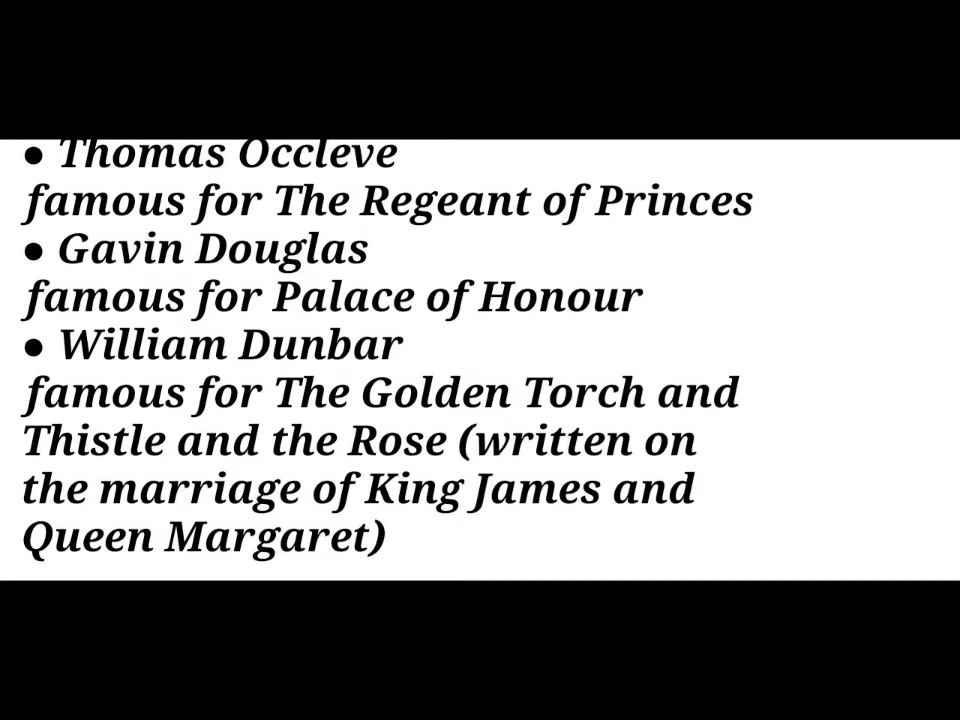 ● Thomas Occleve
famous for The Regeant of Princes
● Gavin Douglas
famous for Palace of Honour
● William Dunbar
famous for The Golden Torch and
Thistle and the Rose (written on
the marriage of King James and
Queen Margaret)